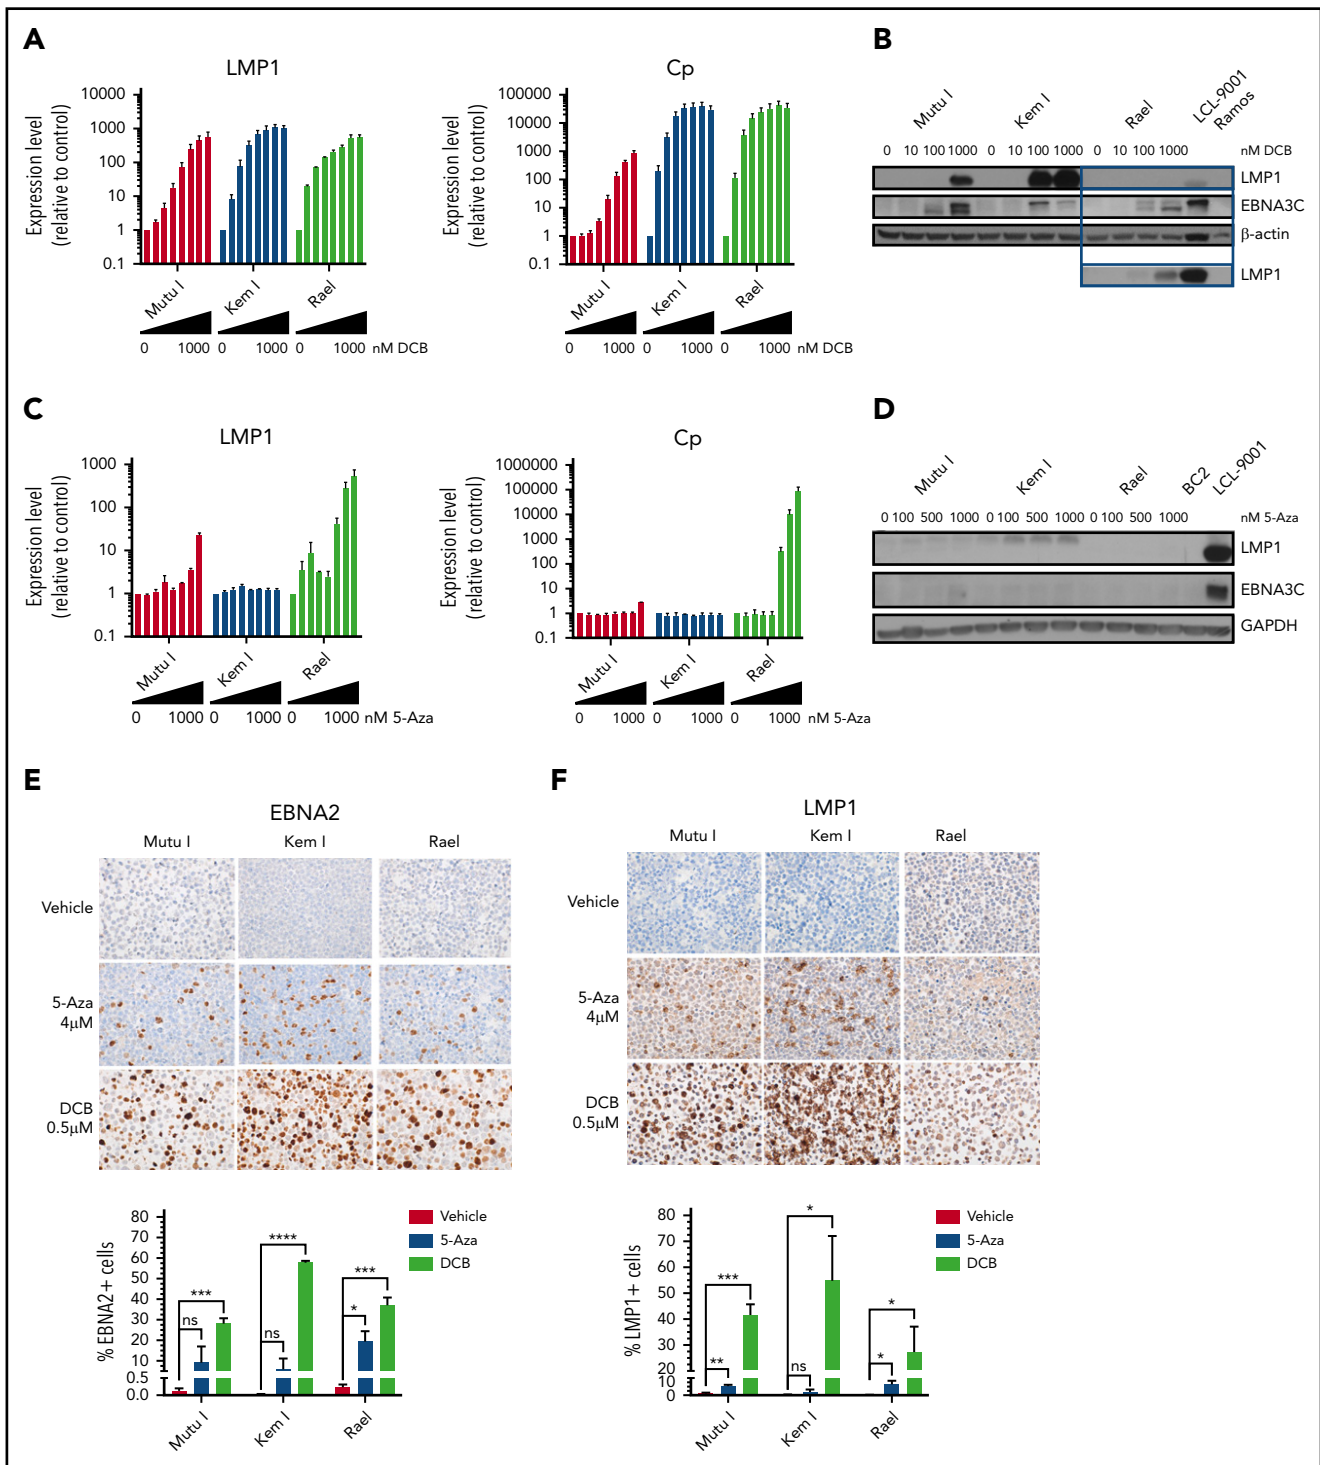 A
LMP1
Expression level
(relative to control)
10000
1000
100
10
1
0.1
Mutu I
Kem I
Rael
0 1000 0 1000 0 1000 nM DCB
Cp
Expression level
(relative to control)
100000
10000
1000
100
10
1
0.1
Mutu I
Kem I
Rael
0 1000 0 1000 0 1000 nM DCB
B
Mutu I
Kem I
Rael
LCL-9001
Ramos
0 10 100 1000 0 10 100 1000 0 10 100 1000 nM DCB
LMP1
EBNA3C
β-actin
LMP1
C
LMP1
Expression level
(relative to control)
1000
100
10
1
0.1
Mutu I
Kem I
Rael
0 1000 0 1000 0 1000 nM 5-Aza
Cp
Expression level
(relative to control)
1000000
100000
10000
1000
100
10
1
0.1
Mutu I
Kem I
Rael
0 1000 0 1000 0 1000 nM 5-Aza
D
Mutu I
Kem I
Rael
BC2
LCL-9001
0 100 500 1000 0 100 500 1000 0 100 500 1000 nM 5-Aza
LMP1
EBNA3C
GAPDH
E
EBNA2
Mutu I Kem I Rael
Vehicle
5-Aza
4μM
DCB
0.5μM
% EBNA2+ cells
80
70
60
50
40
30
20
10
0.5
0.0
*** ns
**** ns
*** *
Mutu I
Kem I
Rael
Vehicle
5-Aza
DCB
F
LMP1
Mutu I Kem I Rael
Vehicle
5-Aza
4μM
DCB
0.5μM
% LMP1+ cells
80
70
60
50
40
30
20
10
0
*** **
* ns
* *
Mutu I
Kem I
Rael
Vehicle
5-Aza
DCB